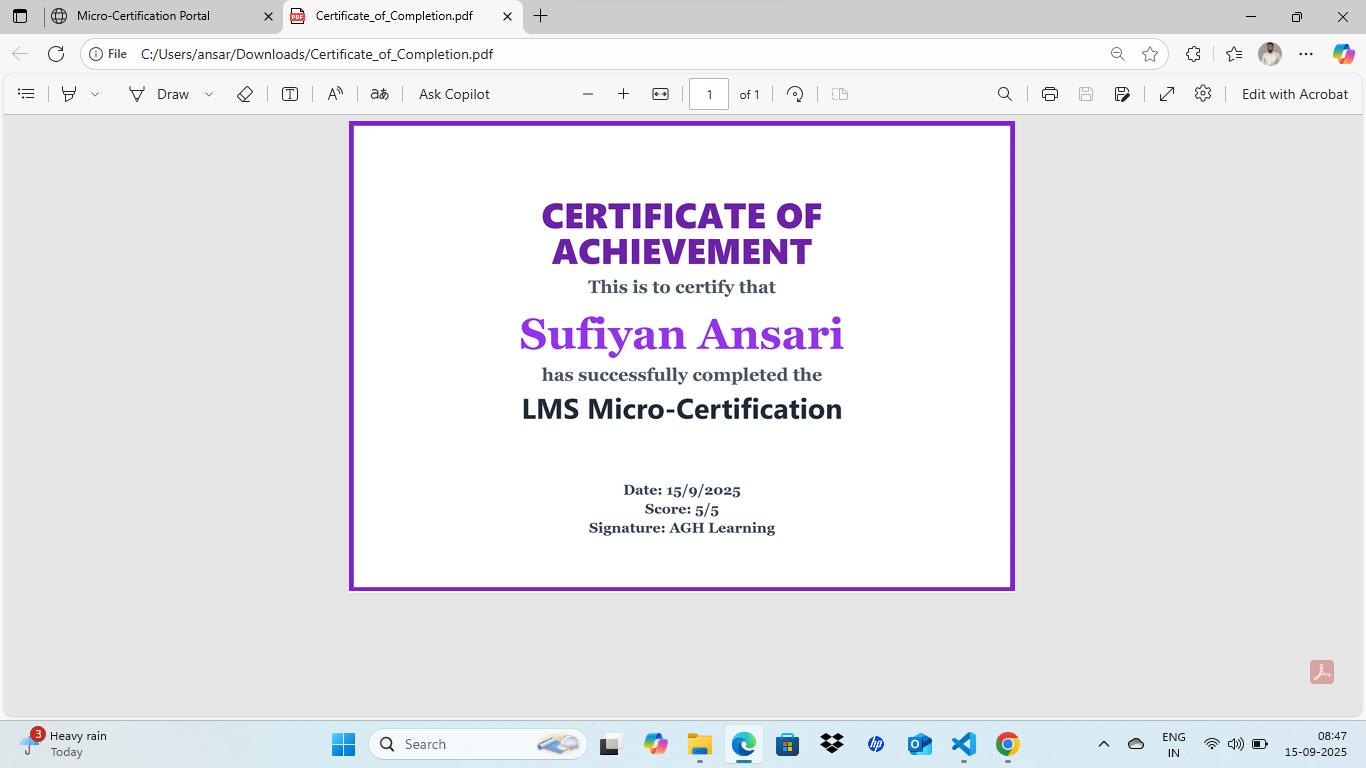 Micro-Certification Portal
Certificate_of_Completion.pdf
File
C:/Users/ansar/Downloads/Certificate_of_Completion.pdf
Draw
Ask Copilot
1
of 1
Edit with Acrobat
CERTIFICATE OF
ACHIEVEMENT
This is to certify that
Sufiyan Ansari
has successfully completed the
LMS Micro-Certification
Date: 15/9/2025
Score: 5/5
Signature: AGH Learning
3
Heavy rain
Today
Search
ENG
IN
08:47
15-09-2025